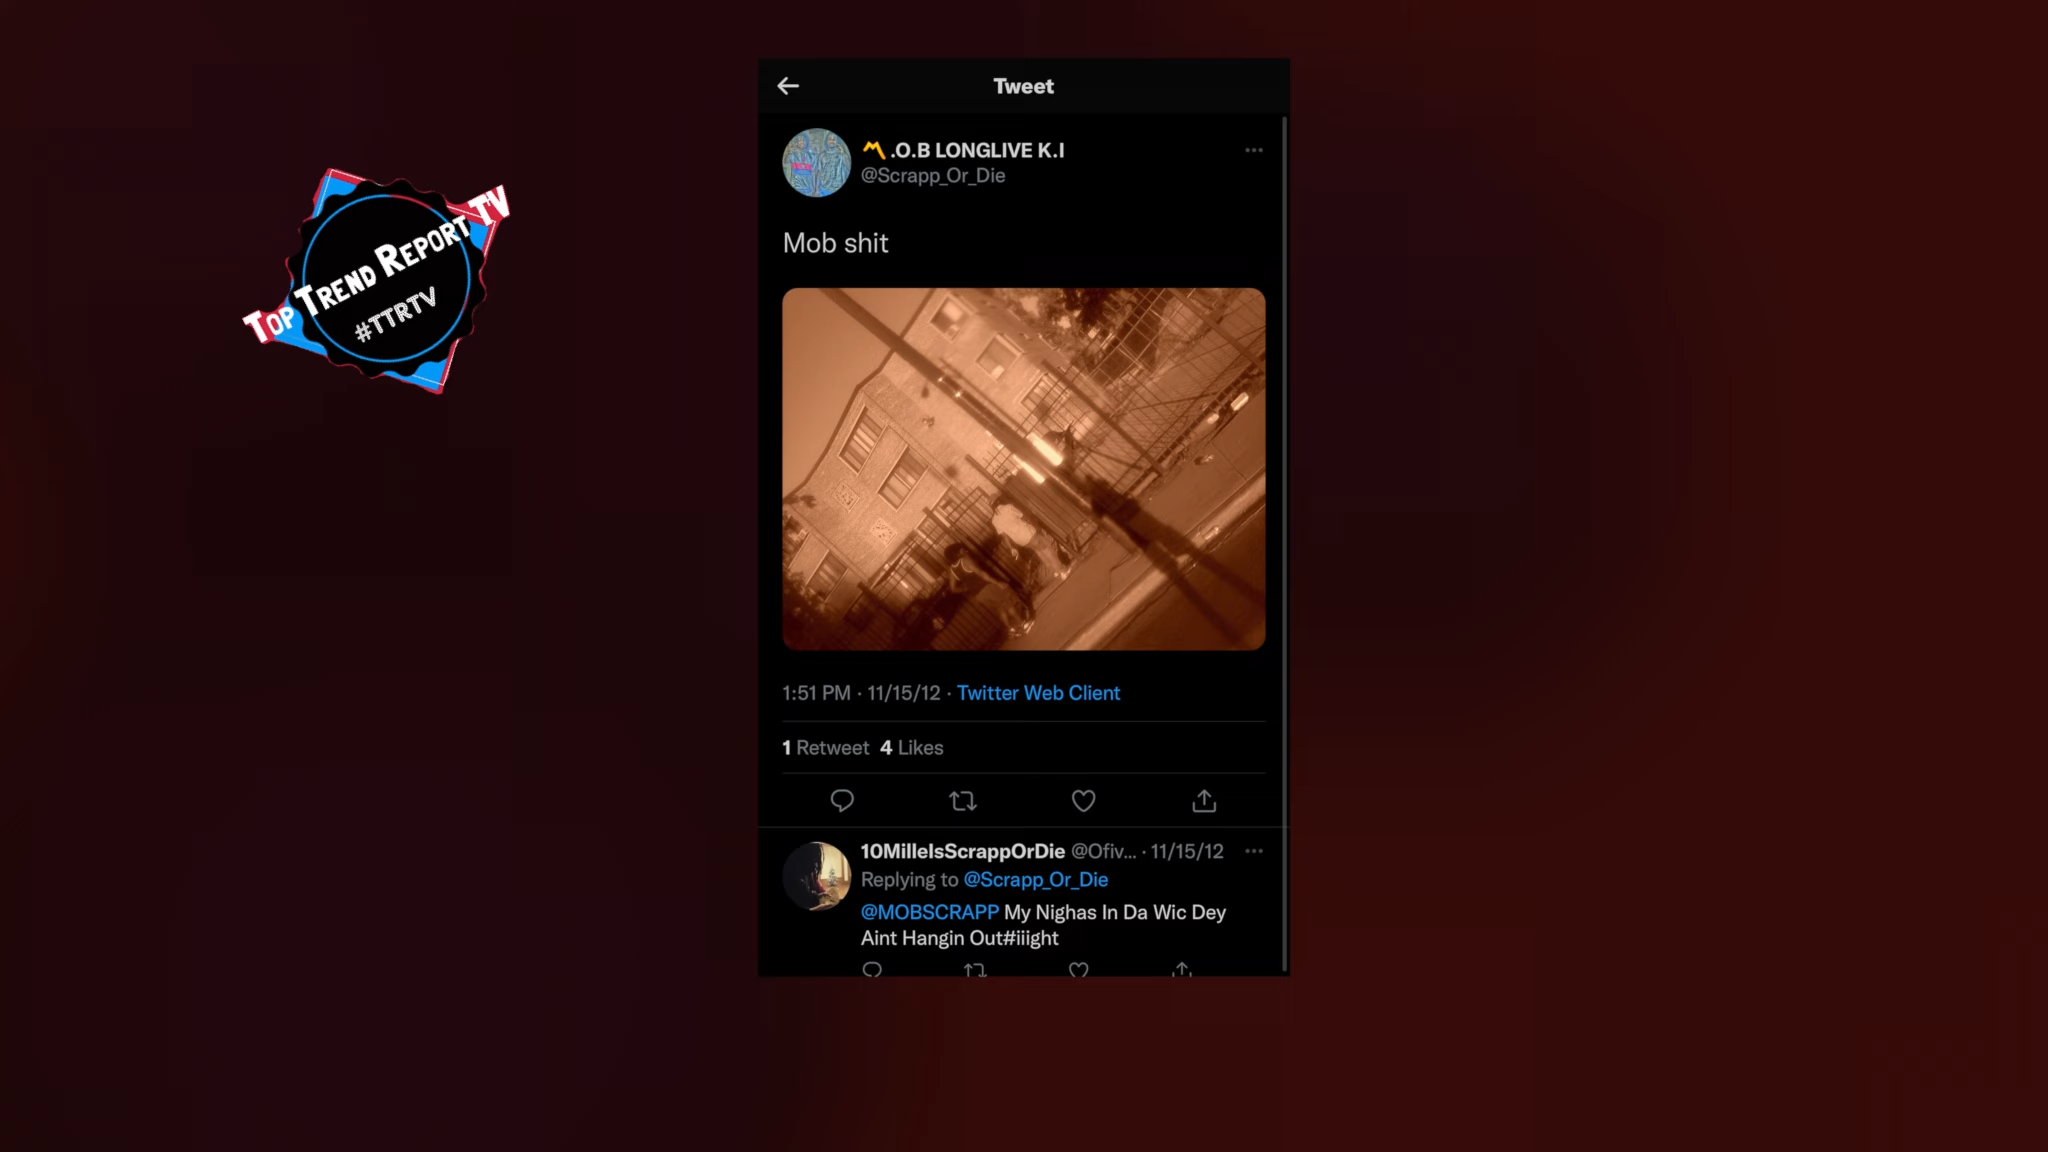 Top Trend Report TV
#TTRTV
Tweet
.O.B LONGLIVE K.I
@Scrapp_Or_Die
Mob shit
1:51 PM · 11/15/12 · Twitter Web Client
1 Retweet 4 Likes
10MilleIsScrappOrDie @Ofiv... · 11/15/12
Replying to @Scrapp_Or_Die
@MOBSCRAPP My Nighas In Da Wic Dey
Aint Hangin Out#iiight